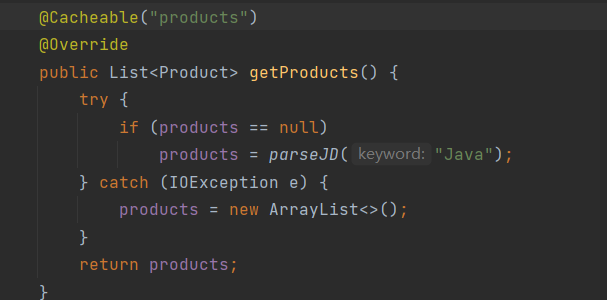 @Cacheable("products")
@Override
public List<Product> getProducts() {
try {
if (products == null)
products = parseJD( keyword: "Java");
} catch (IOException e) {
products = new ArrayList<>();
}
return products;
}